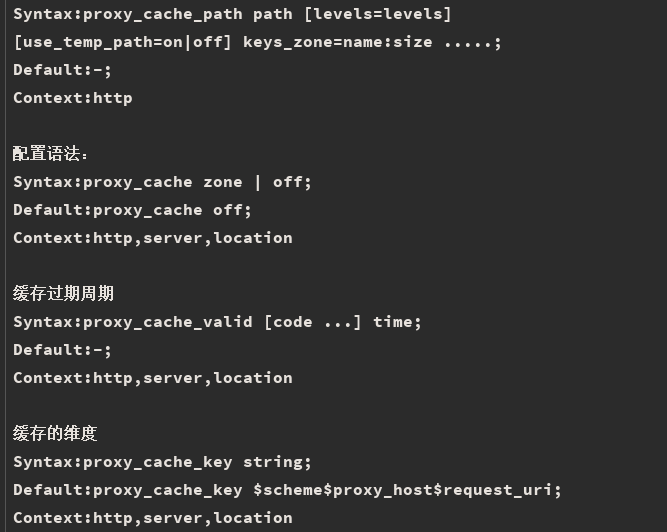 Syntax:proxy_cache_path path [levels=levels]
[use_temp_path=on|off] keys_zone=name:size .....;
Default:-;
Context:http
配置语法：
Syntax:proxy_cache zone | off;
Default:proxy_cache off;
Context:http,server,location
缓存过期周期
Syntax:proxy_cache_valid [code ...] time;
Default:-;
Context:http,server,location
缓存的维度
Syntax:proxy_cache_key string;
Default:proxy_cache_key $scheme$proxy_host$request_uri;
Context:http,server,location